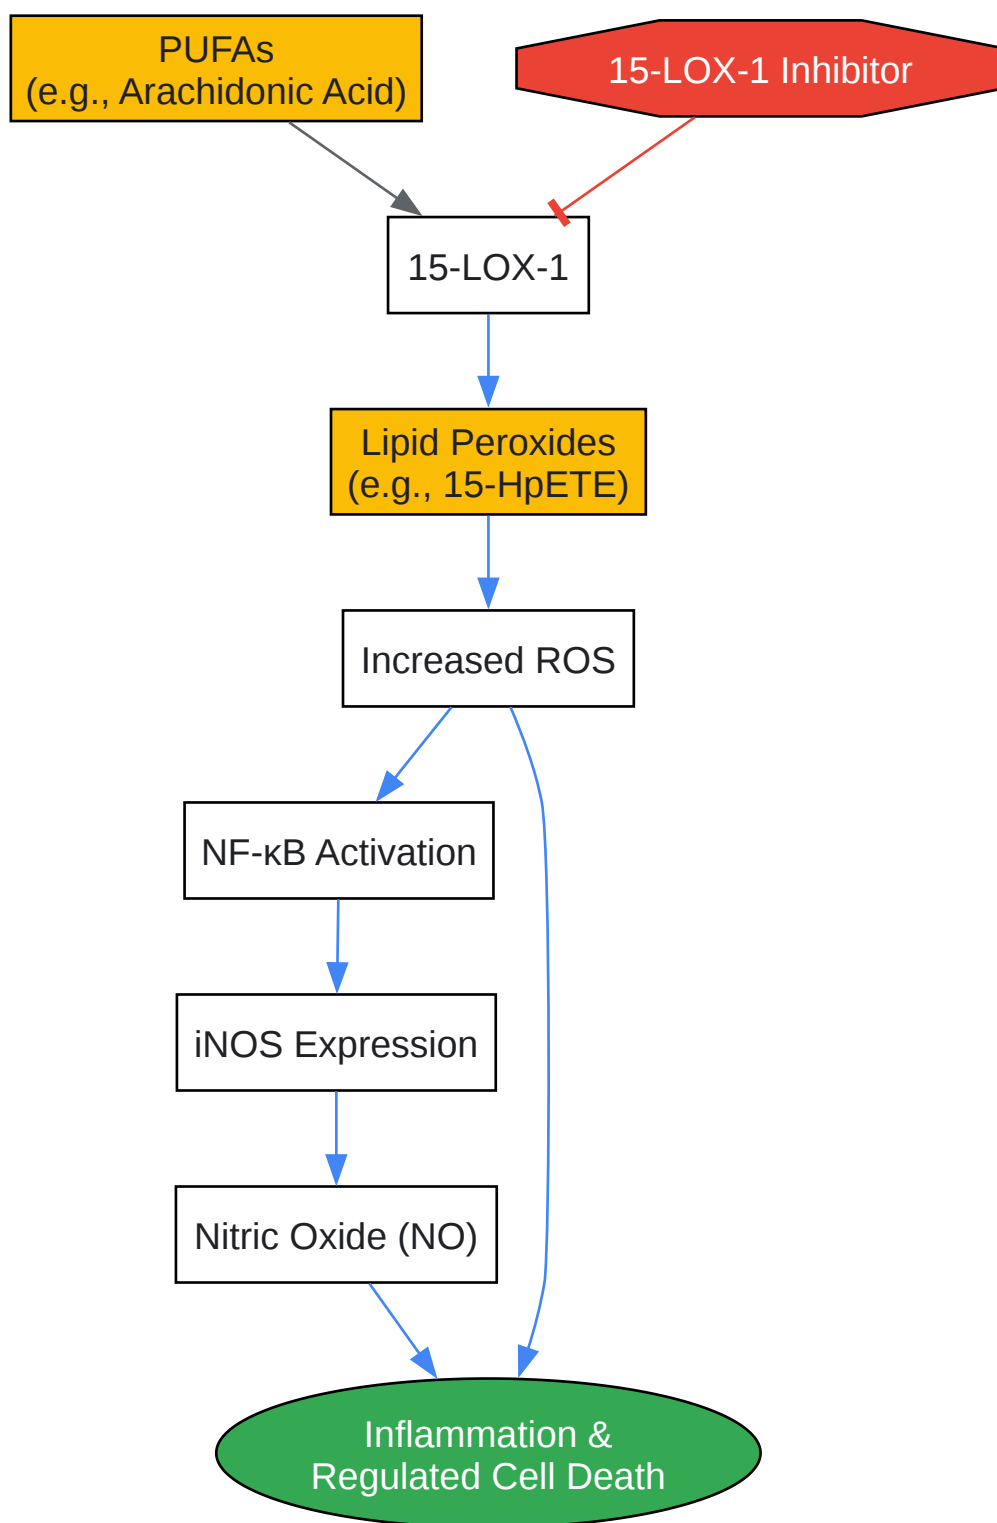 PUFAs
(e.g., Arachidonic Acid)
15-LOX-1 Inhibitor
15-LOX-1
Lipid Peroxides
(e.g., 15-HpETE)
Increased ROS
NF-κB Activation
iNOS Expression
Nitric Oxide (NO)
Inflammation &
Regulated Cell Death